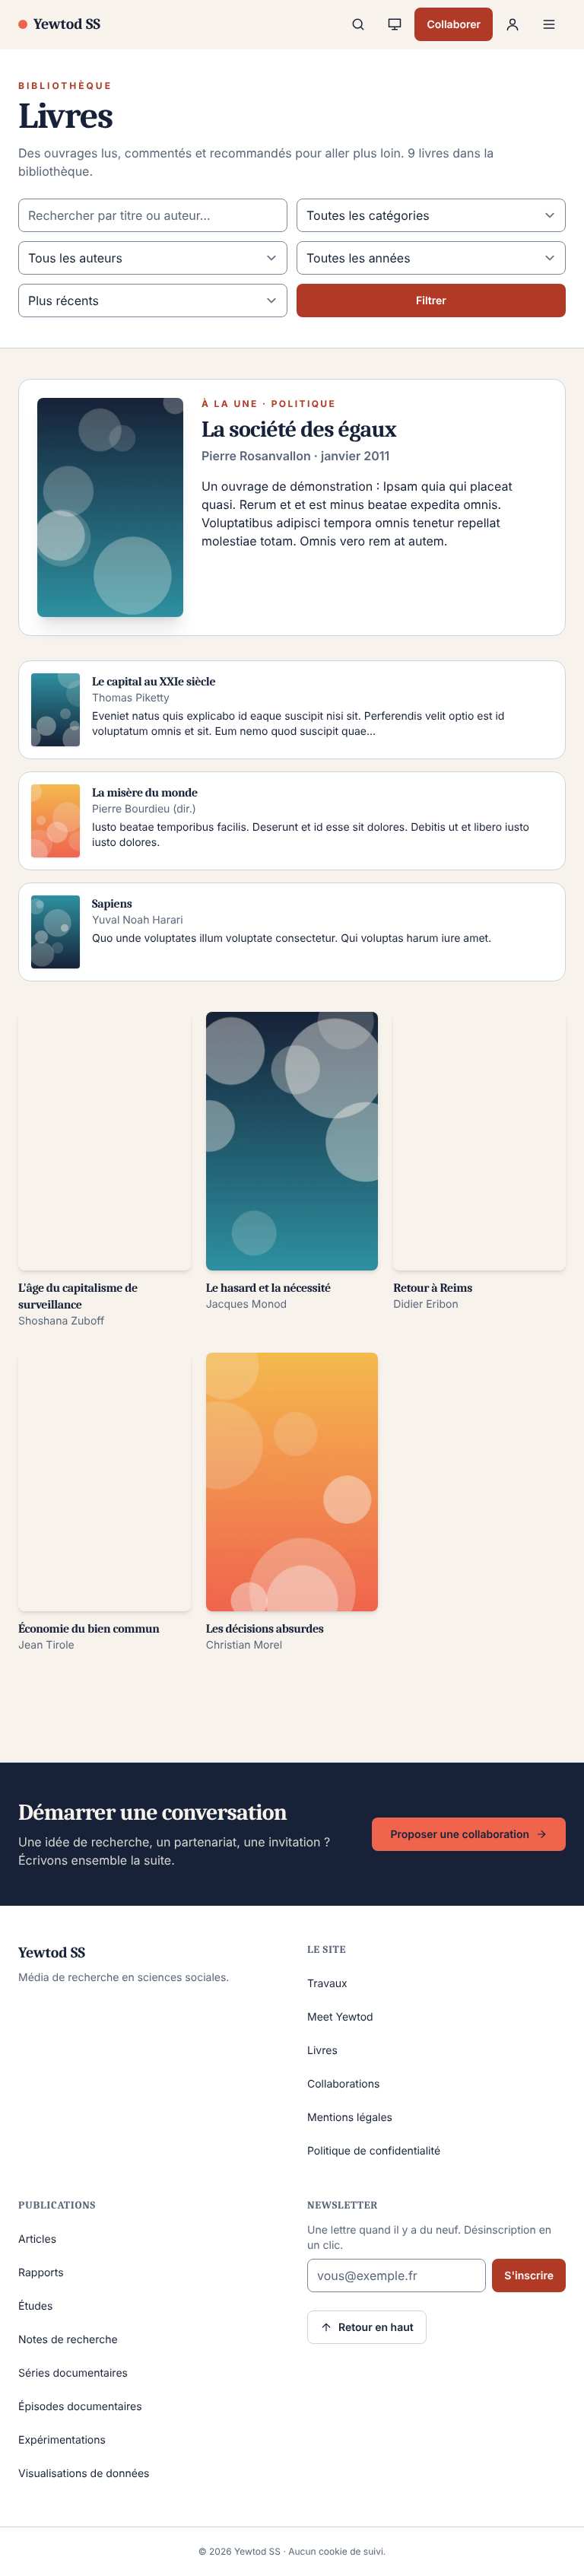 Yewtod SS
Collaborer
BIBLIOTHÈQUE
Livres
Des ouvrages lus, commentés et recommandés pour aller plus loin. 9 livres dans la
bibliothèque.
Rechercher par titre ou auteur...
Toutes les catégories
Tous les auteurs
Toutes les années
Plus récents
Filtrer
À LA UNE · POLITIQUE
La société des égaux
Pierre Rosanvallon · janvier 2011
Un ouvrage de démonstration : Ipsam quia qui placeat
quasi. Rerum et et est minus beatae expedita omnis.
Voluptatibus adipisci tempora omnis tenetur repellat
molestiae totam. Omnis vero rem at autem.
Le capital au XXIe siècle
Thomas Piketty
Eveniet natus quis explicabo id eaque suscipit nisi sit. Perferendis velit optio est id
voluptatum omnis et sit. Eum nemo quod suscipit quae...
La misère du monde
Pierre Bourdieu (dir.)
Iusto beatae temporibus facilis. Deserunt et id esse sit dolores. Debitis ut et libero iusto
iusto dolores.
Sapiens
Yuval Noah Harari
Quo unde voluptates illum voluptate consectetur. Qui voluptas harum iure amet.
L'âge du capitalisme de
surveillance
Shoshana Zuboff
Le hasard et la nécessité
Jacques Monod
Retour à Reims
Didier Eribon
Économie du bien commun
Jean Tirole
Les décisions absurdes
Christian Morel
Démarrer une conversation
Une idée de recherche, un partenariat, une invitation ?
Écrivons ensemble la suite.
Proposer une collaboration
Yewtod SS
Média de recherche en sciences sociales.
LE SITE
Travaux
Meet Yewtod
Livres
Collaborations
Mentions légales
Politique de confidentialité
PUBLICATIONS
Articles
Rapports
Études
Notes de recherche
Séries documentaires
Épisodes documentaires
Expérimentations
Visualisations de données
NEWSLETTER
Une lettre quand il y a du neuf. Désinscription en
un clic.
vous@exemple.fr
S'inscrire
Retour en haut
© 2026 Yewtod SS · Aucun cookie de suivi.